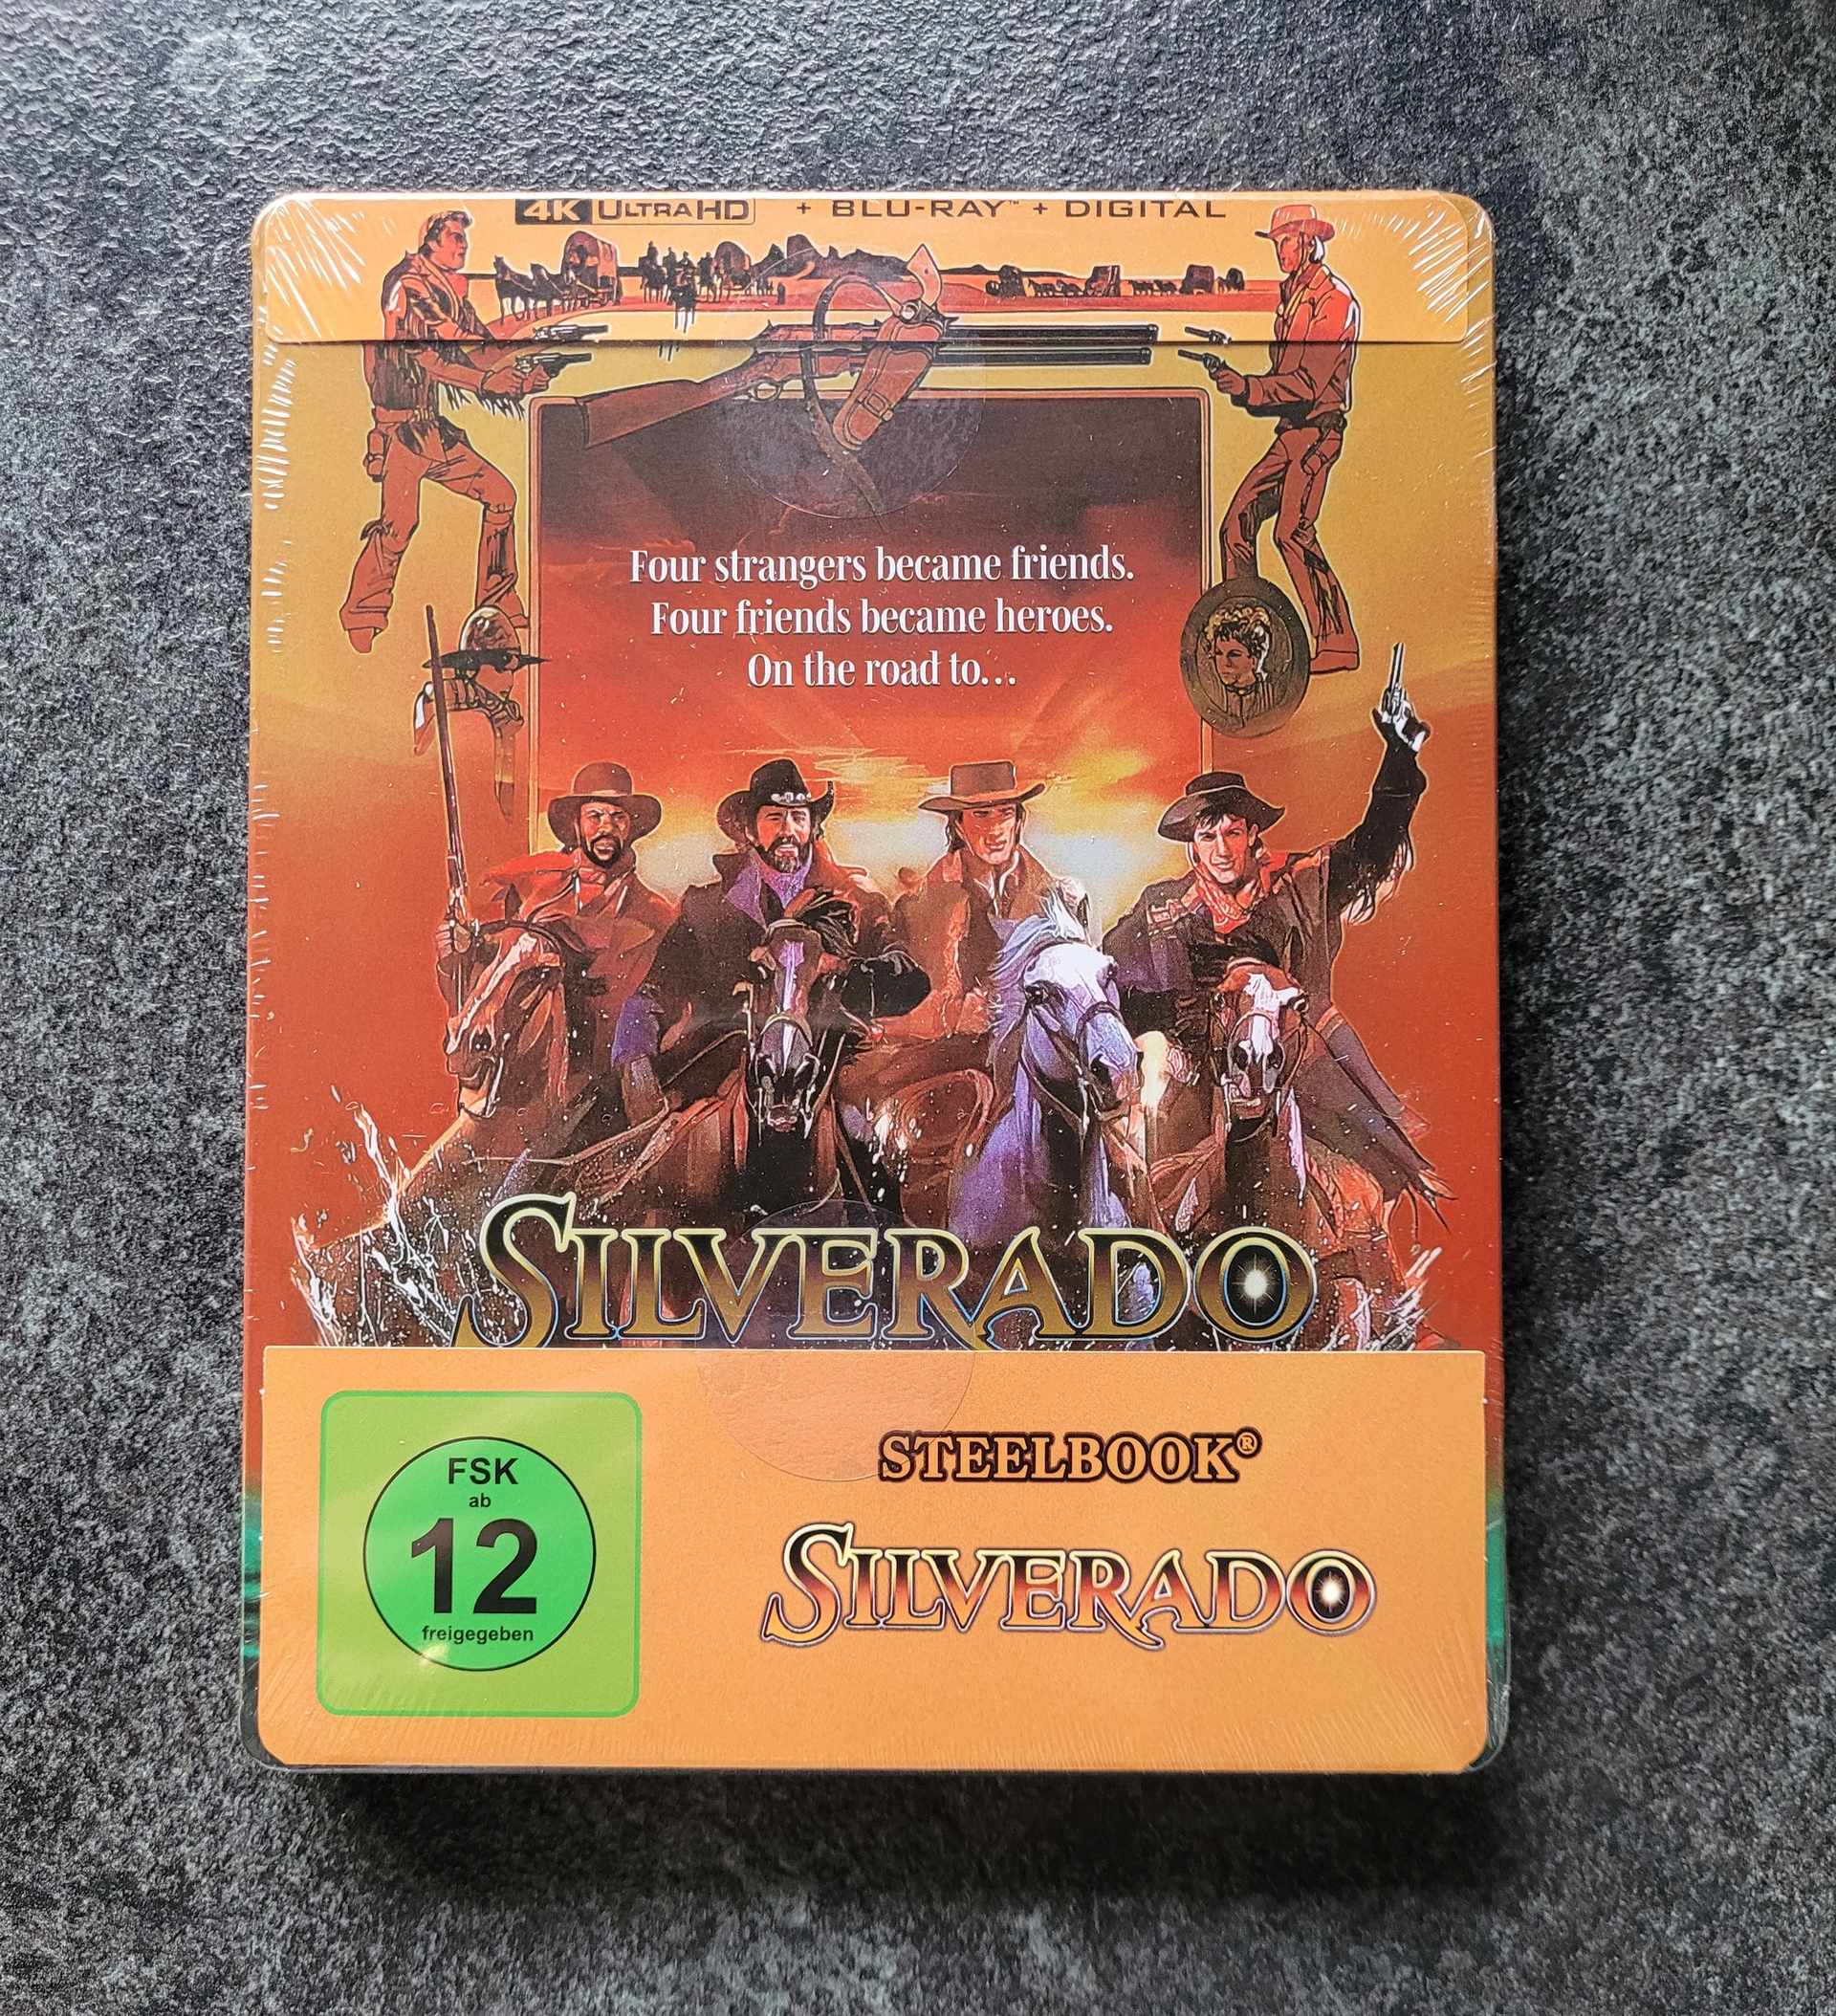 4K ULTRA HD + BLU-RAY™ + DIGITAL
Four strangers became friends.
Four friends became heroes.
On the road to...
SILVERADO
FSK
ab
12
freigegeben
STEELBOOK®
SILVERADO